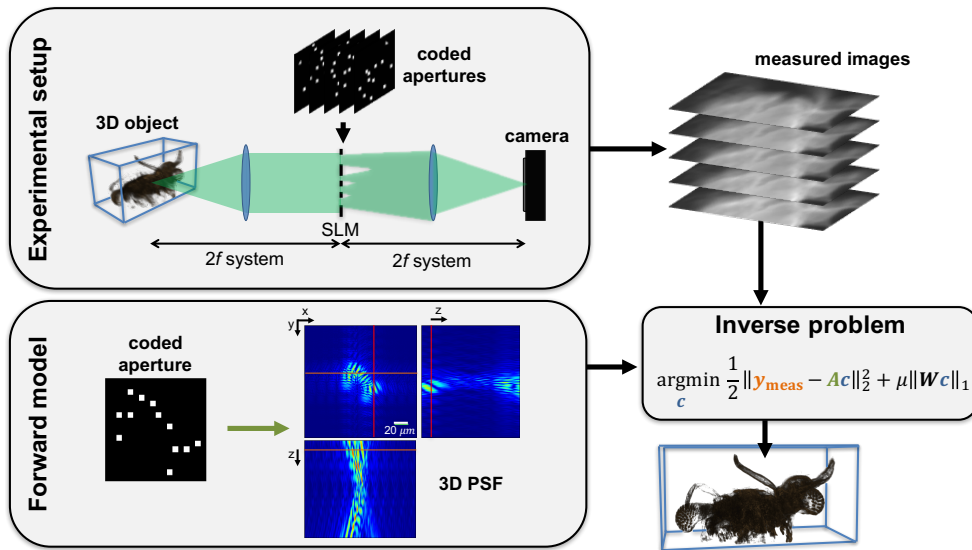 Experimental setup
coded
apertures
3D object
camera
SLM
2f system
2f system
measured images
Forward model
coded
aperture
x
y
z
20 μm
z
3D PSF
Inverse problem
argmin 1/2 ‖y_meas − Ac‖₂² + μ‖Wc‖₁
c